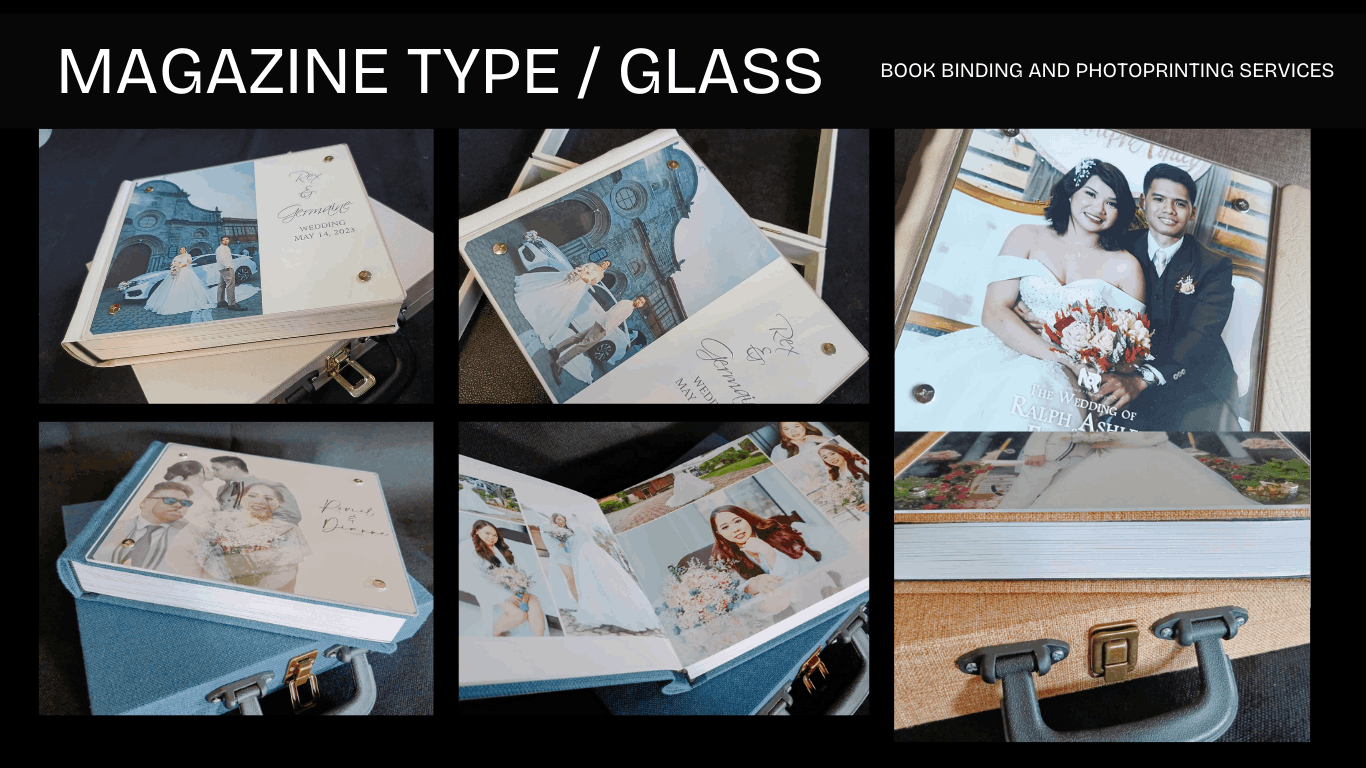 MAGAZINE TYPE / GLASS
BOOK BINDING AND PHOTOPRINTING SERVICES
Rex
&
Germaine
WEDDING
MAY 14, 2023
Rex
&
MAY
THE WEDDING OF
RALPH
&